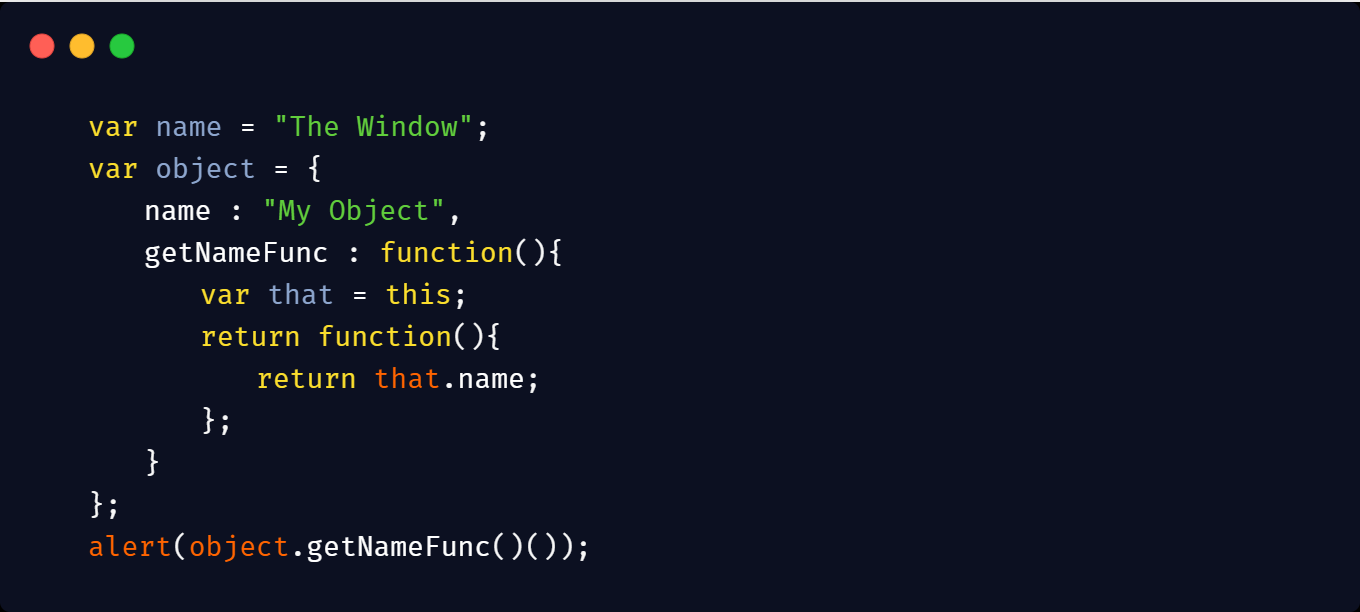 var name = "The Window";
var object = {
name : "My Object",
getNameFunc : function(){
var that = this;
return function(){
return that.name;
};
}
};
alert(object.getNameFunc()());